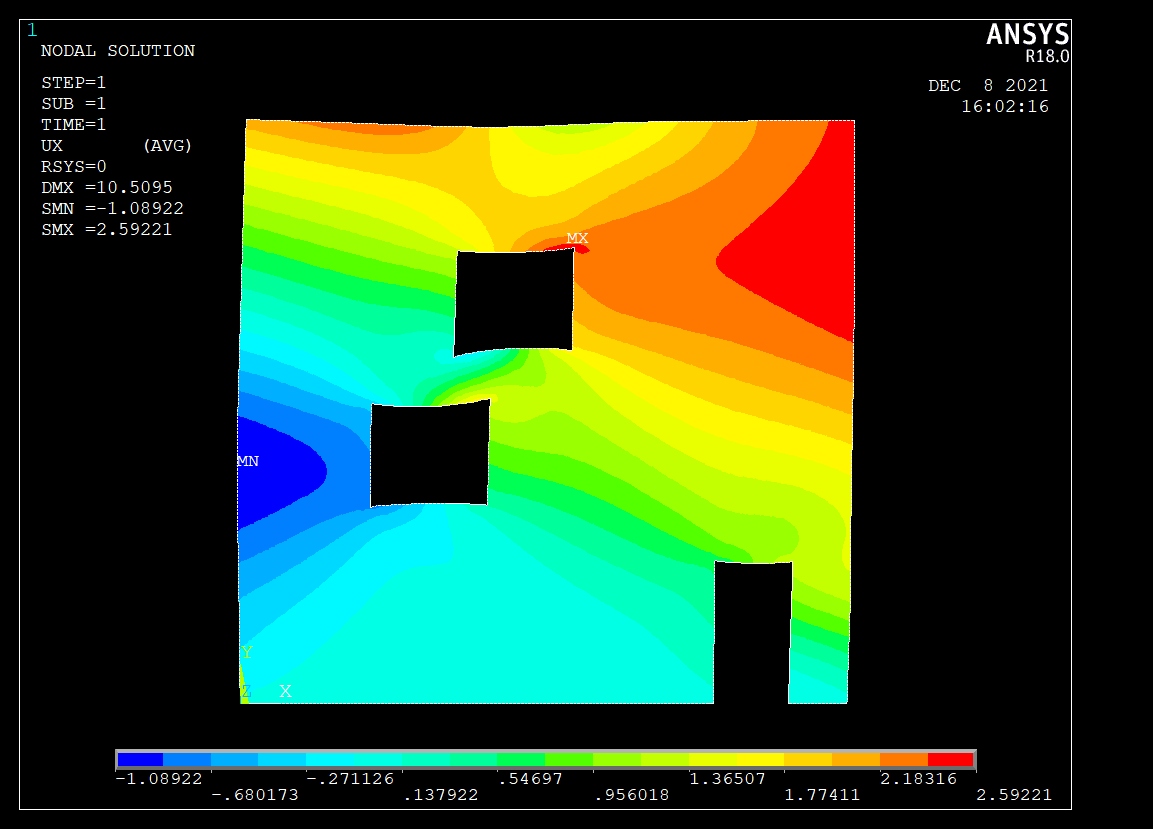 1
ANSYS
R18.0
NODAL SOLUTION
STEP=1
SUB =1
TIME=1
UX (AVG)
RSYS=0
DMX =10.5095
SMN =-1.08922
SMX =2.59221
DEC 8 2021
16:02:16
MX
MN
Y
Z X
-1.08922 -.271126 .54697 1.36507 2.18316
-.680173 .137922 .956018 1.77411 2.59221